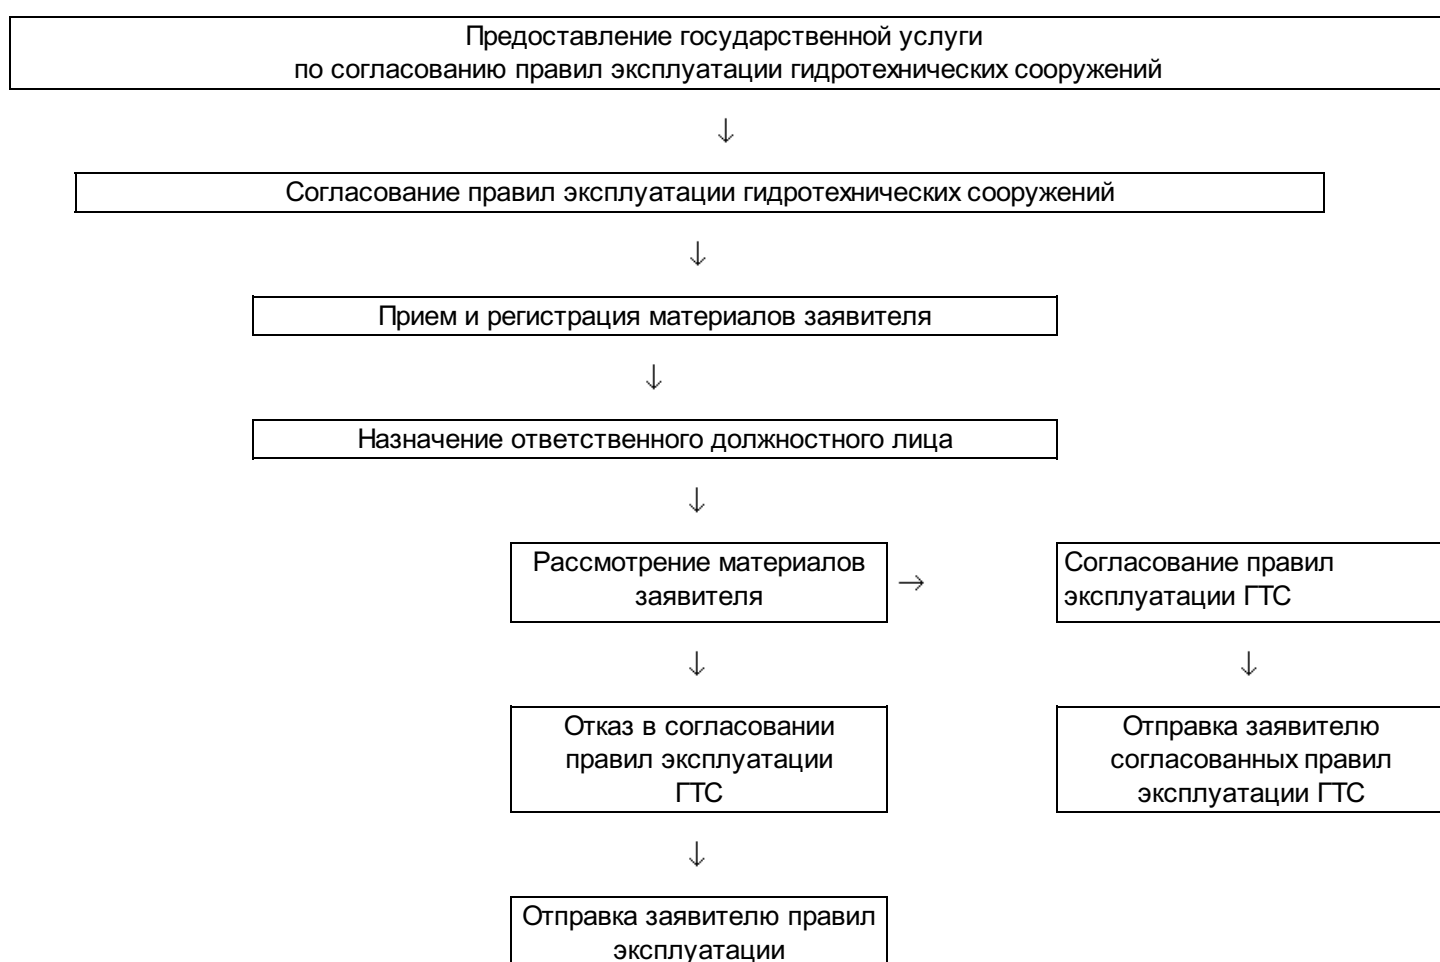 Предоставление государственной услуги
по согласованию правил эксплуатации гидротехнических сооружений
↓
Согласование правил эксплуатации гидротехнических сооружений
↓
Прием и регистрация материалов заявителя
↓
Назначение ответственного должностного лица
↓
Рассмотрение материалов
заявителя
→
Согласование правил
эксплуатации ГТС
↓
↓
Отказ в согласовании
правил эксплуатации
ГТС
Отправка заявителю
согласованных правил
эксплуатации ГТС
↓
Отправка заявителю правил
эксплуатации